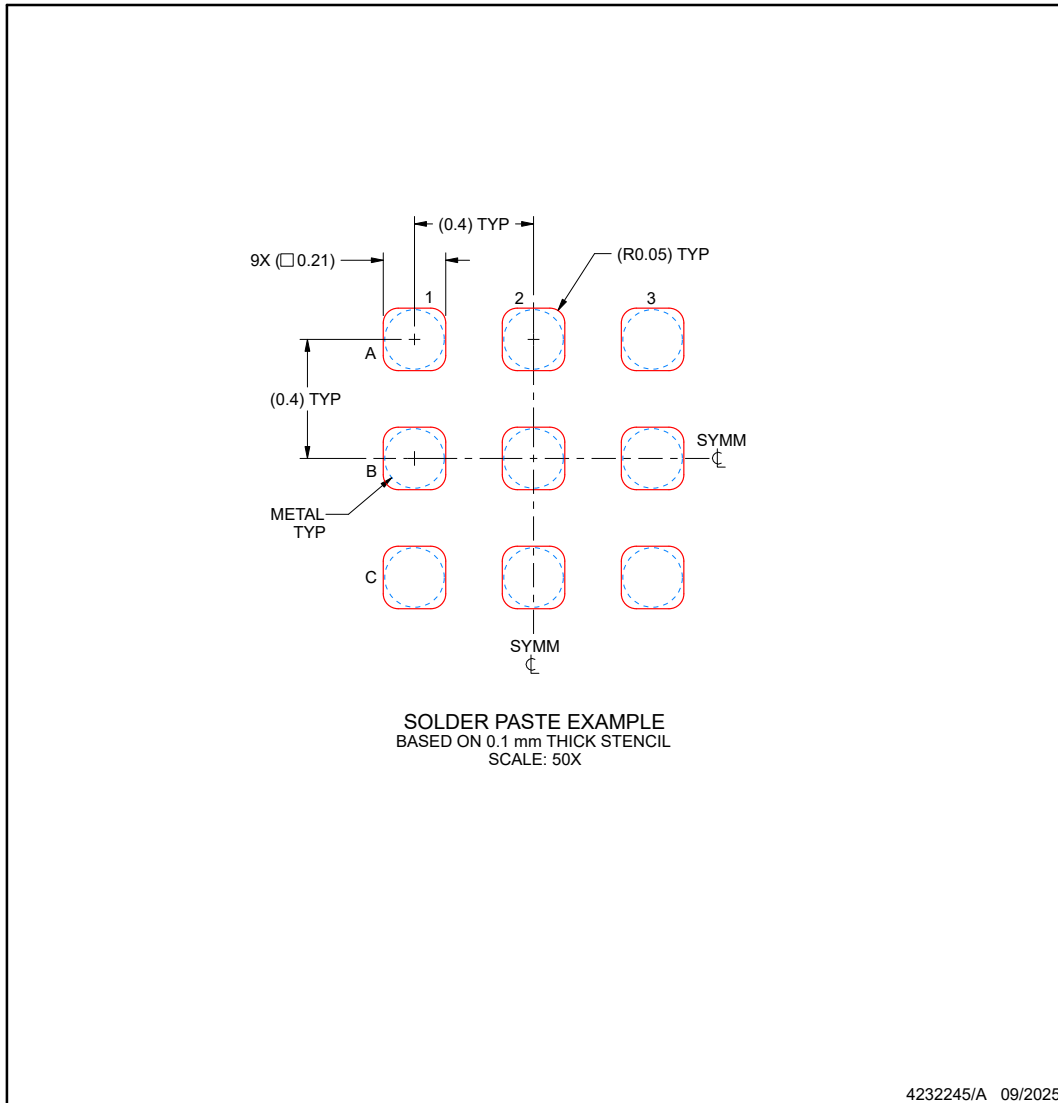 (0.4) TYP
9X (□ 0.21)
(R0.05) TYP
1
2
3
A
(0.4) TYP
SYMM
℄
B
METAL
TYP
C
SYMM
℄
SOLDER PASTE EXAMPLE
BASED ON 0.1 mm THICK STENCIL
SCALE: 50X
4232245/A 09/2025